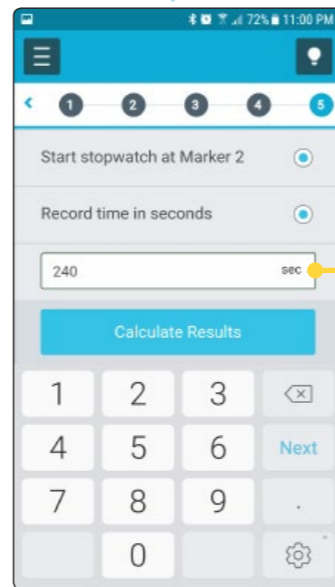 72% 11:00 PM
1 2 3 4 5
Start stopwatch at Marker 2
Record time in seconds
240 sec
Calculate Results
1 2 3
4 5 6 Next
7 8 9 .
0